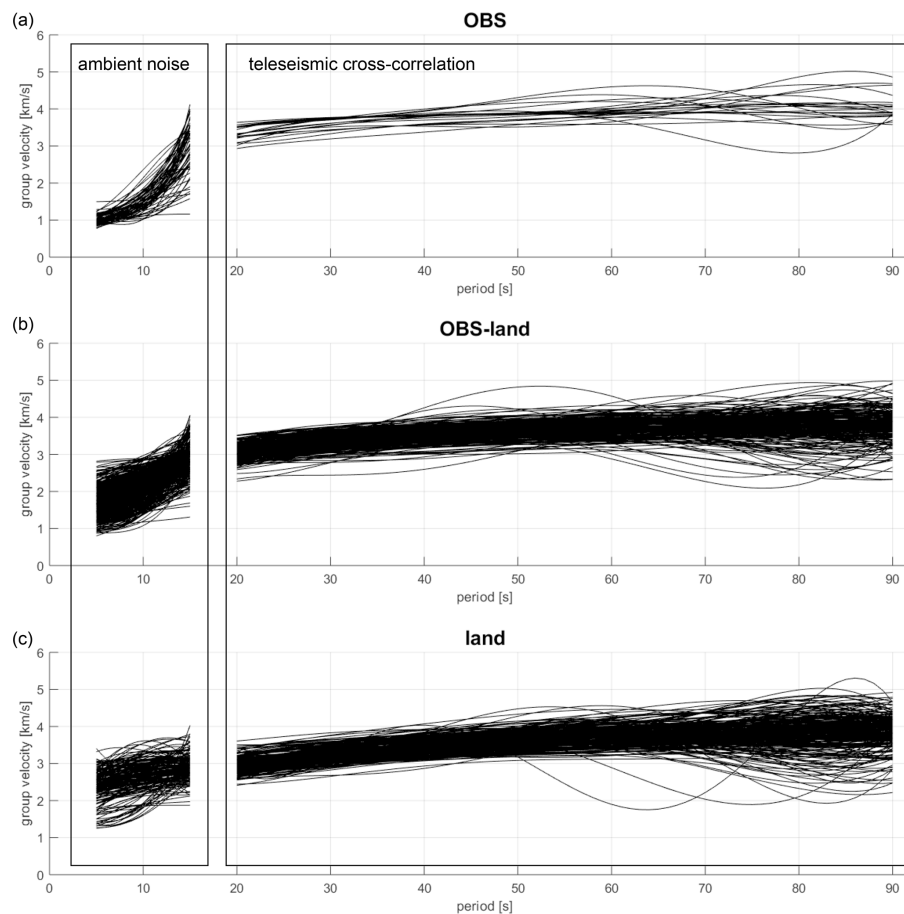 (a)
OBS
6
ambient noise
teleseismic cross-correlation
5
4
3
2
1
0
group velocity [km/s]
0 10 20 30 40 50 60 70 80 90
period [s]
(b)
OBS-land
6
5
4
3
2
1
0
group velocity [km/s]
0 10 20 30 40 50 60 70 80 90
period [s]
(c)
land
6
5
4
3
2
1
0
group velocity [km/s]
0 10 20 30 40 50 60 70 80 90
period [s]